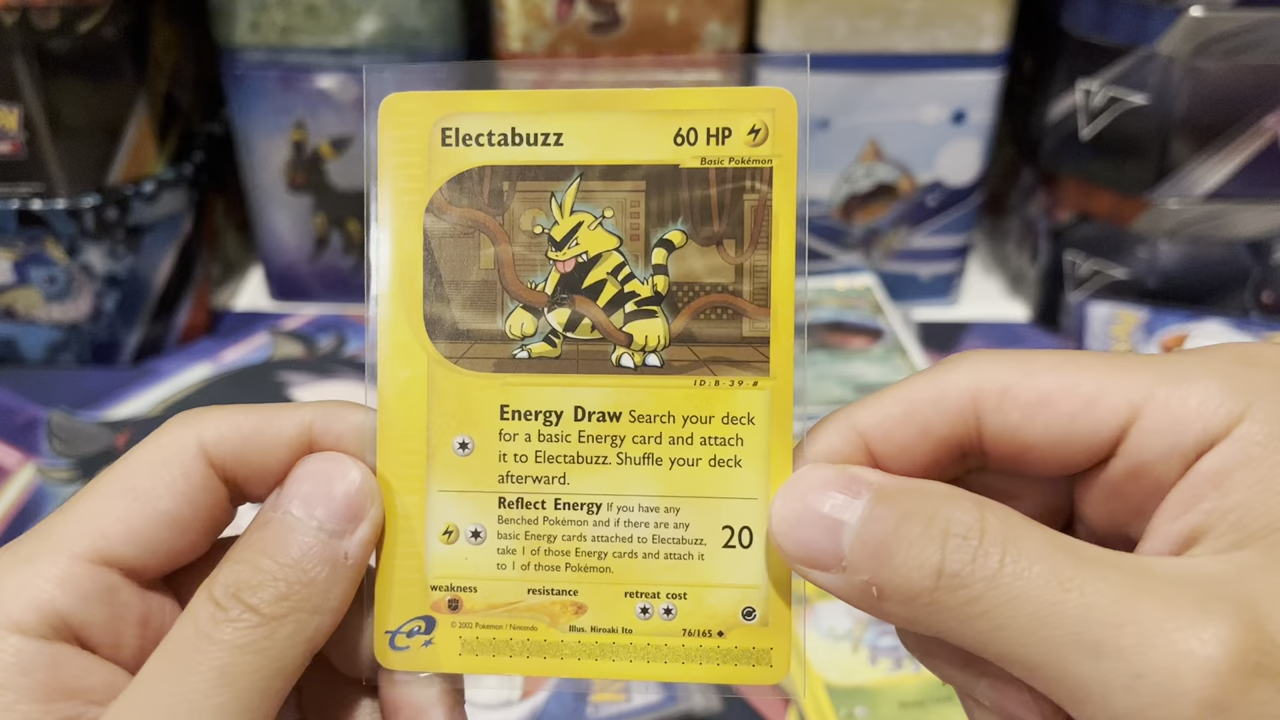 Electabuzz
60 HP
Basic Pokémon
ID:B-39-#
Energy Draw Search your deck
for a basic Energy card and attach
it to Electabuzz. Shuffle your deck
afterward.
Reflect Energy If you have any
Benched Pokémon and if there are any
basic Energy cards attached to Electabuzz,
take 1 of those Energy cards and attach it
to 1 of those Pokémon.
20
weakness resistance retreat cost
© 2002 Pokémon / Nintendo Illus. Hiroaki Ito 76/165
e